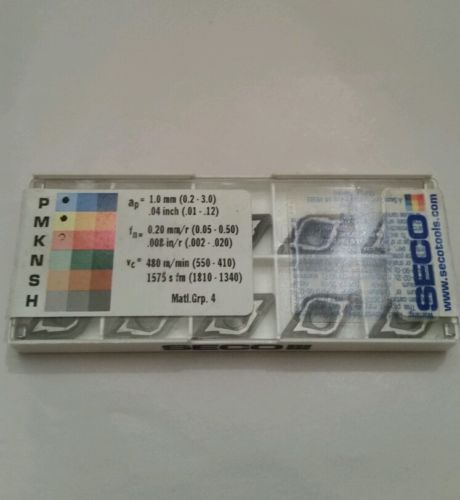 P
M
K
N
S
H
ap = 1.0 mm (0.2 - 3.0)
.04 inch (.01 - .12)
fn = 0.20 mm/r (0.05 - 0.50)
.008 in/r (.002 - .020)
vc = 480 m/min (550 - 410)
1575 s fm (1810 - 1340)
Matl.Grp. 4
SECO
www.secotools.com
SECO